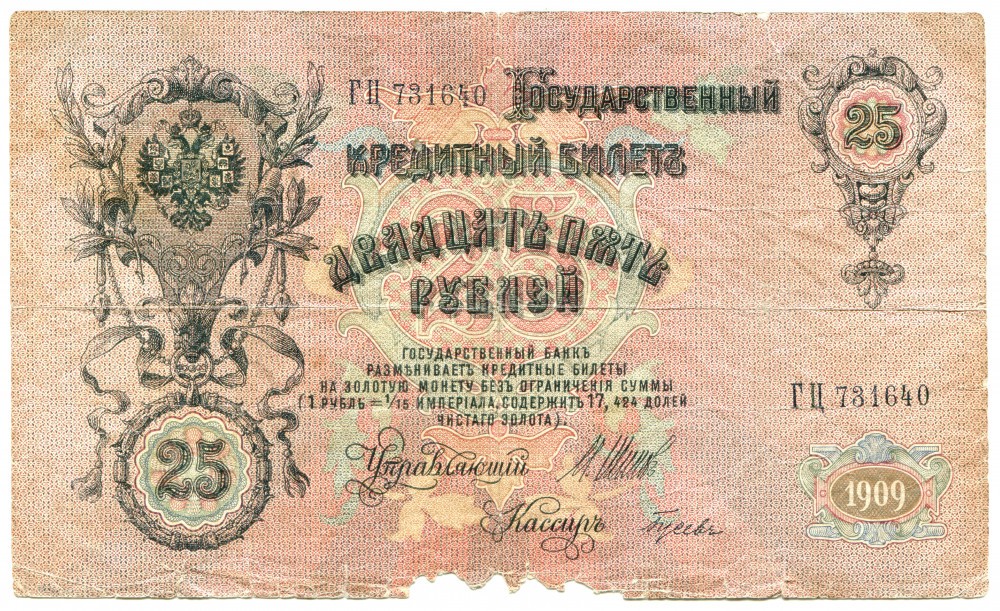 ГЦ 731640 Государственный
25
Кредитный Билетъ
Двадцать пять
рублей
ГОСУДАРСТВЕННЫЙ БАНКЪ
РАЗМѢНИВАЕТЪ КРЕДИТНЫЕ БИЛЕТЫ
НА ЗОЛОТУЮ МОНЕТУ БЕЗЪ ОГРАНИЧЕНІЯ СУММЫ
(1 РУБЛЬ = 1/15 ИМПЕРІАЛА, СОДЕРЖИТЪ 17, 424 ДОЛЕЙ
ЧИСТАГО ЗОЛОТА).
ГЦ 731640
25
Управляющій
1909
Кассиръ
25